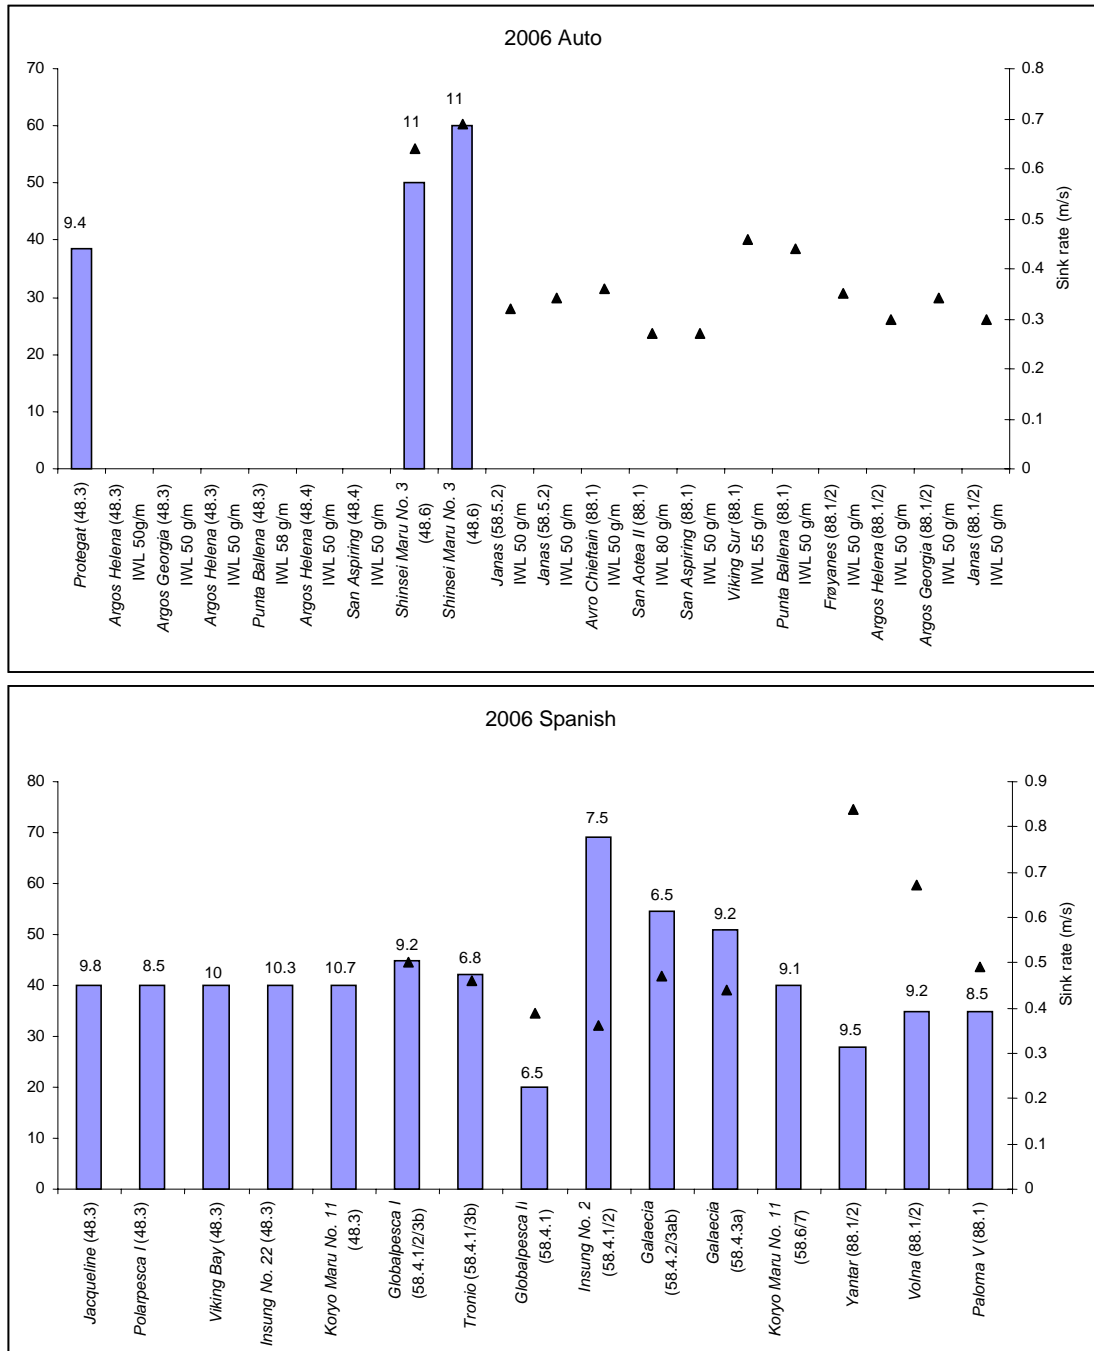 2006 Auto
70
60
50
40
30
20
10
0
9.4
11
11
0.8
0.7
0.6
0.5
0.4
0.3
0.2
0.1
0
Sink rate (m/s)
Protegat (48.3)
Argos Helena (48.3)
IWL 50g/m
Argos Georgia (48.3)
IWL 50 g/m
Argos Helena (48.3)
IWL 50 g/m
Punta Ballena (48.3)
IWL 58 g/m
Argos Helena (48.4)
IWL 50 g/m
San Aspiring (48.4)
IWL 50 g/m
Shinsei Maru No. 3
(48.6)
Shinsei Maru No. 3
(48.6)
Janas (58.5.2)
IWL 50 g/m
Janas (58.5.2)
IWL 50 g/m
Avro Chieftain (88.1)
IWL 50 g/m
San Aotea II (88.1)
IWL 80 g/m
San Aspiring (88.1)
IWL 50 g/m
Viking Sur (88.1)
IWL 55 g/m
Punta Ballena (88.1)
IWL 50 g/m
Frøyanes (88.1/2)
IWL 50 g/m
Argos Helena (88.1/2)
IWL 50 g/m
Argos Georgia (88.1/2)
IWL 50 g/m
Janas (88.1/2)
IWL 50 g/m
2006 Spanish
80
70
60
50
40
30
20
10
0
9.8
8.5
10
10.3
10.7
9.2
6.8
6.5
7.5
6.5
9.2
9.1
9.5
9.2
8.5
0.9
0.8
0.7
0.6
0.5
0.4
0.3
0.2
0.1
0
Sink rate (m/s)
Jacqueline (48.3)
Polarpesca I (48.3)
Viking Bay (48.3)
Insung No. 22 (48.3)
Koryo Maru No. 11
(48.3)
Globalpesca I
(58.4.1/2/3b)
Tronio (58.4.1/3b)
Globalpesca Ii
(58.4.1)
Insung No. 2
(58.4.1/2)
Galaecia
(58.4.2/3ab)
Galaecia
(58.4.3a)
Koryo Maru No. 11
(58.6/7)
Yantar (88.1/2)
Volna (88.1/2)
Paloma V (88.1)